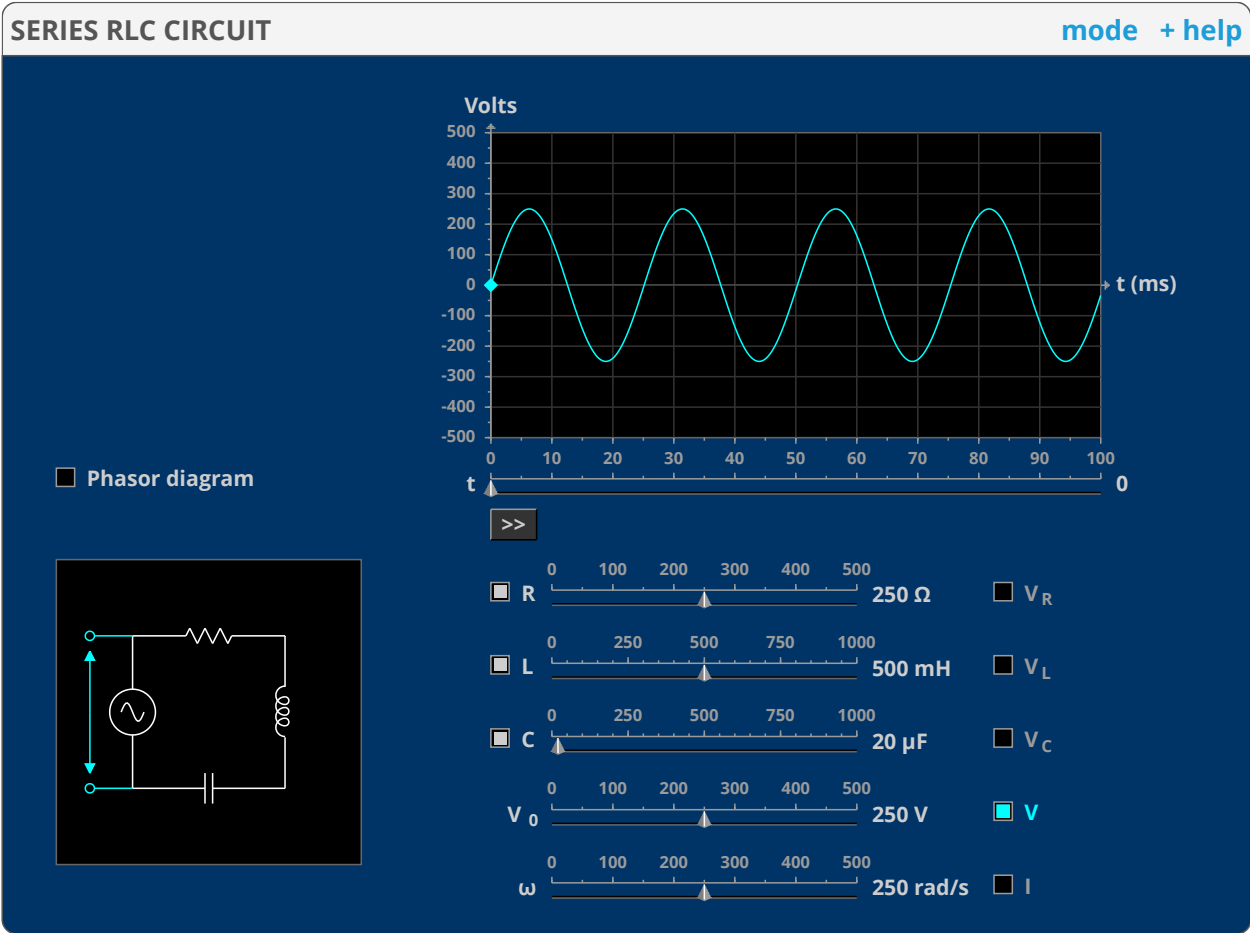 SERIES RLC CIRCUIT mode + help
Volts
500
400
300
200
100
0
-100
-200
-300
-400
-500
t (ms)
0 10 20 30 40 50 60 70 80 90 100
t 0
Phasor diagram
>>
0 100 200 300 400 500
R 250 Ω V R
0 250 500 750 1000
L 500 mH V L
0 250 500 750 1000
C 20 μF V C
0 100 200 300 400 500
V 0 250 V V
0 100 200 300 400 500
ω 250 rad/s I